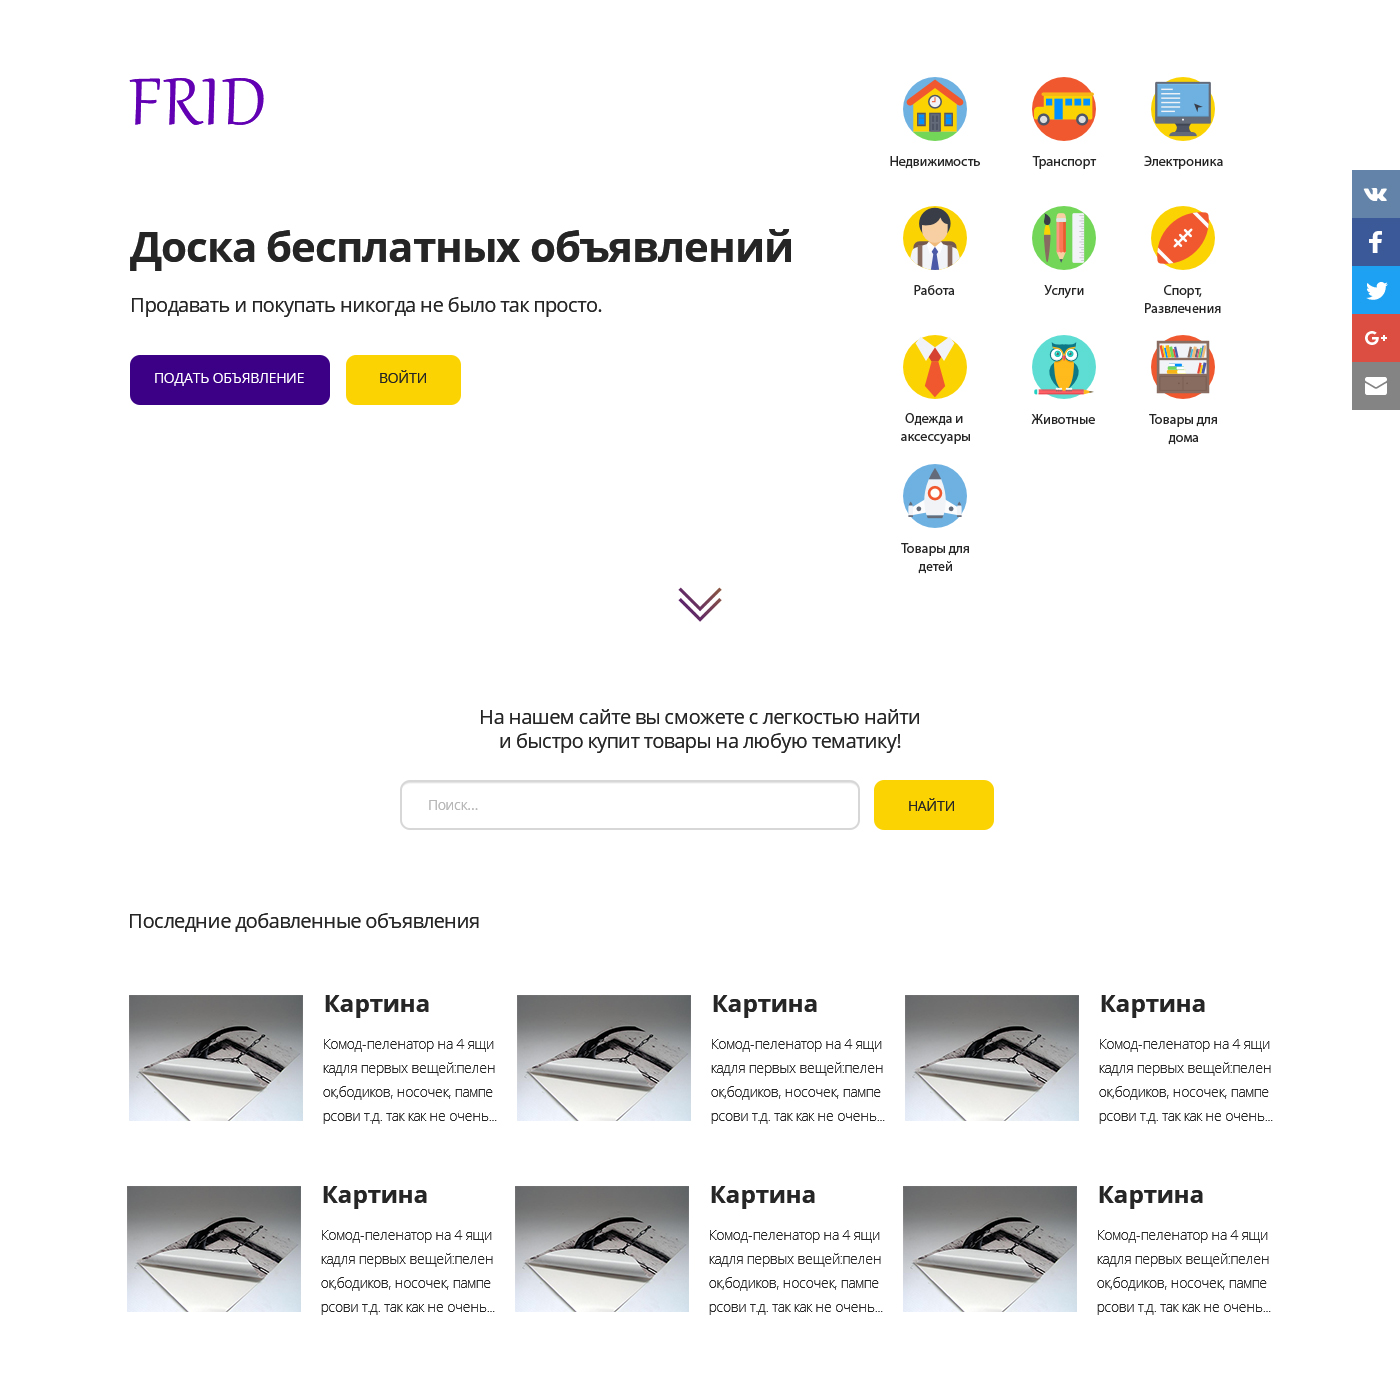 FRID
Доска бесплатных объявлений
Продавать и покупать никогда не было так просто.
ПОДАТЬ ОБЪЯВЛЕНИЕ
ВОЙТИ
Недвижимость
Транспорт
Электроника
Работа
Услуги
Спорт,
Развлечения
Одежда и
аксессуары
Животные
Товары для
дома
Товары для
детей
На нашем сайте вы сможете с легкостью найти
и быстро купит товары на любую тематику!
Поиск...
НАЙТИ
Последние добавленные объявления
Картина
Комод-пеленатор на 4 ящи
кадля первых вещей:пелен
ок,бодиков, носочек, пампе
рсови т.д. так как не очень...
Картина
Комод-пеленатор на 4 ящи
кадля первых вещей:пелен
ок,бодиков, носочек, пампе
рсови т.д. так как не очень...
Картина
Комод-пеленатор на 4 ящи
кадля первых вещей:пелен
ок,бодиков, носочек, пампе
рсови т.д. так как не очень...
Картина
Комод-пеленатор на 4 ящи
кадля первых вещей:пелен
ок,бодиков, носочек, пампе
рсови т.д. так как не очень...
Картина
Комод-пеленатор на 4 ящи
кадля первых вещей:пелен
ок,бодиков, носочек, пампе
рсови т.д. так как не очень...
Картина
Комод-пеленатор на 4 ящи
кадля первых вещей:пелен
ок,бодиков, носочек, пампе
рсови т.д. так как не очень...